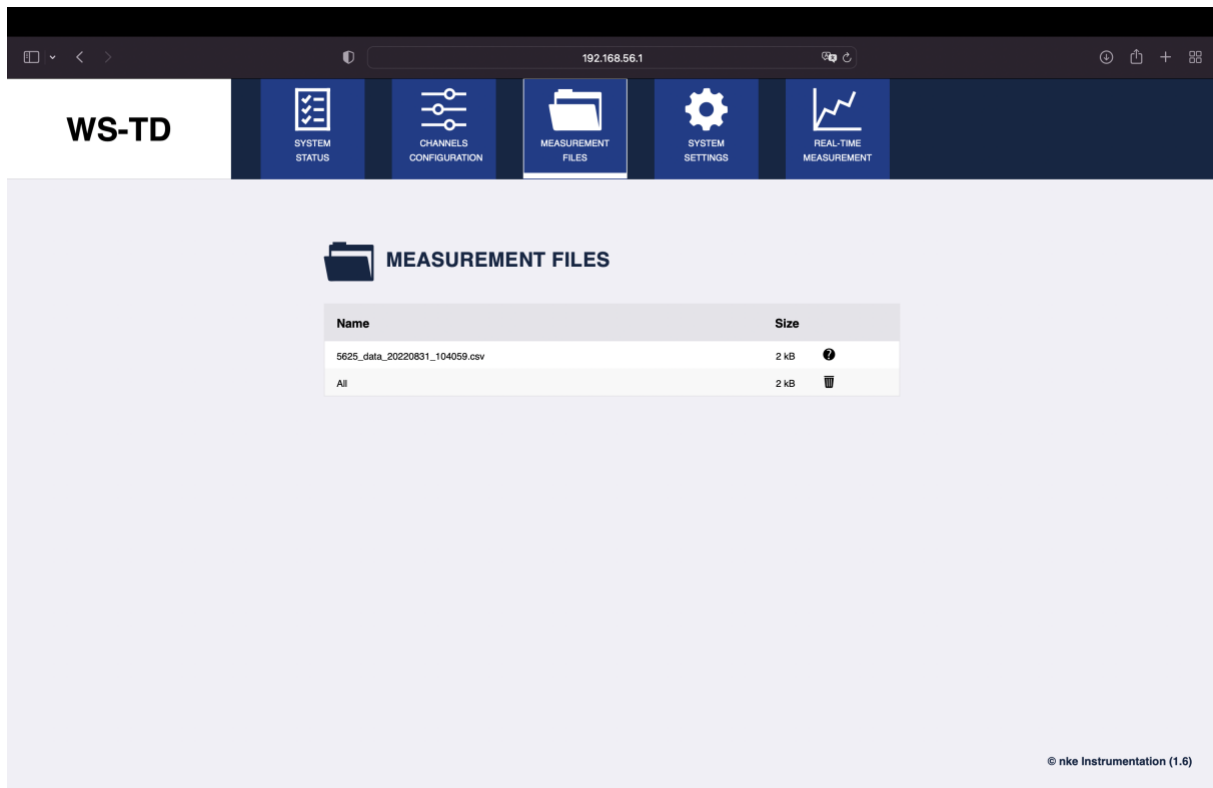 192.168.56.1
WS-TD
SYSTEM
STATUS
CHANNELS
CONFIGURATION
MEASUREMENT
FILES
SYSTEM
SETTINGS
REAL-TIME
MEASUREMENT
MEASUREMENT FILES
Name Size
5625_data_20220831_104059.csv 2 kB ?
All 2 kB
© nke Instrumentation (1.6)